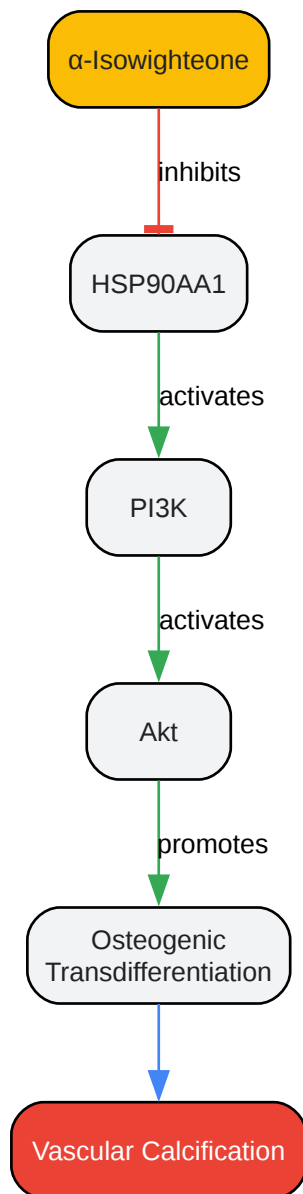 α-Isowighteone
inhibits
HSP90AA1
activates
PI3K
activates
Akt
promotes
Osteogenic
Transdifferentiation
Vascular Calcification